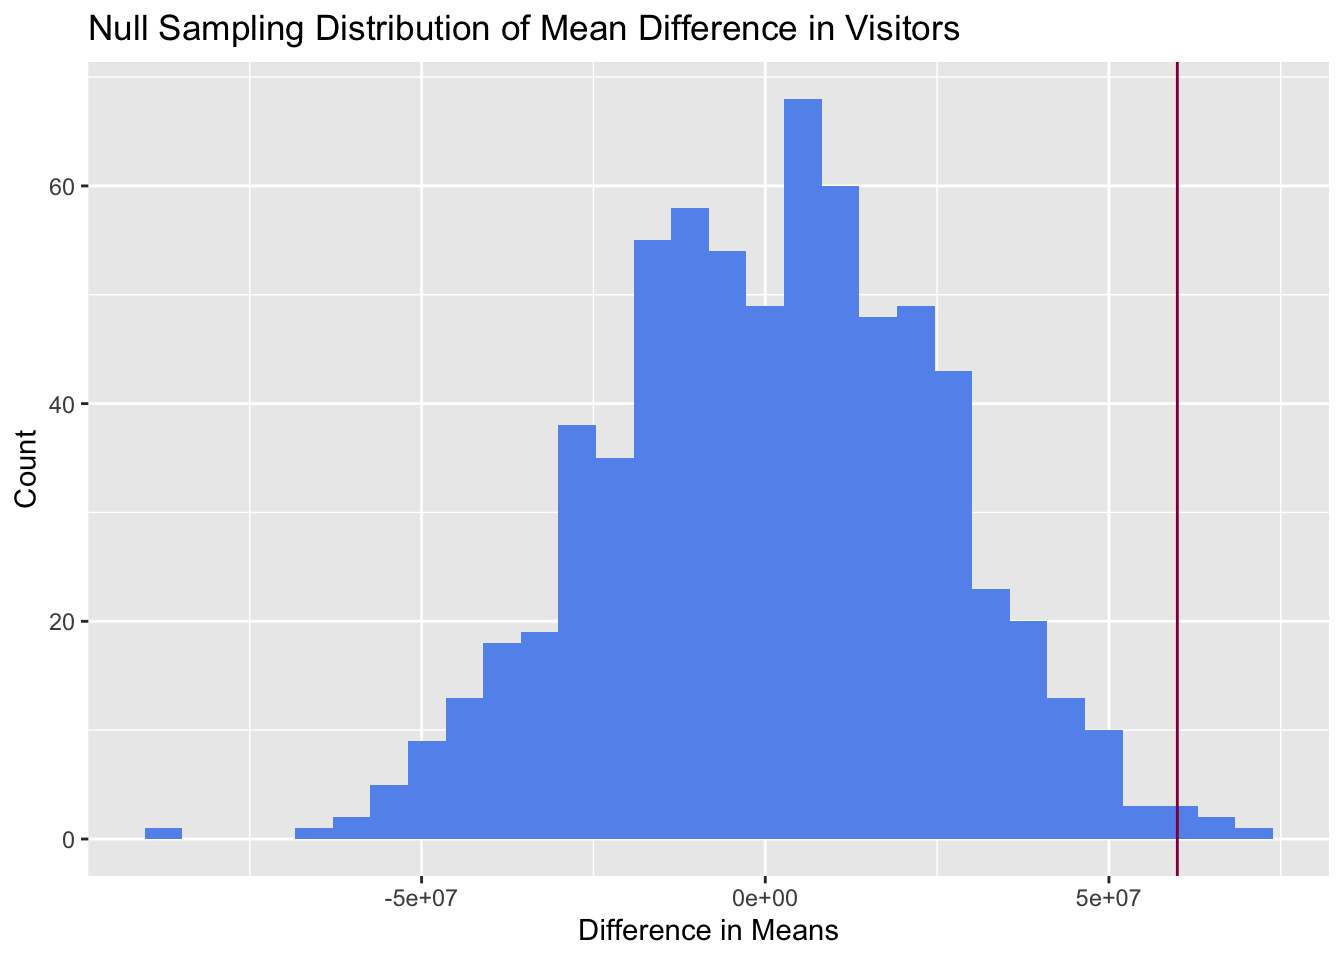 Null Sampling Distribution of Mean Difference in Visitors
60
40
20
0
Count
-5e+07
0e+00
5e+07
Difference in Means